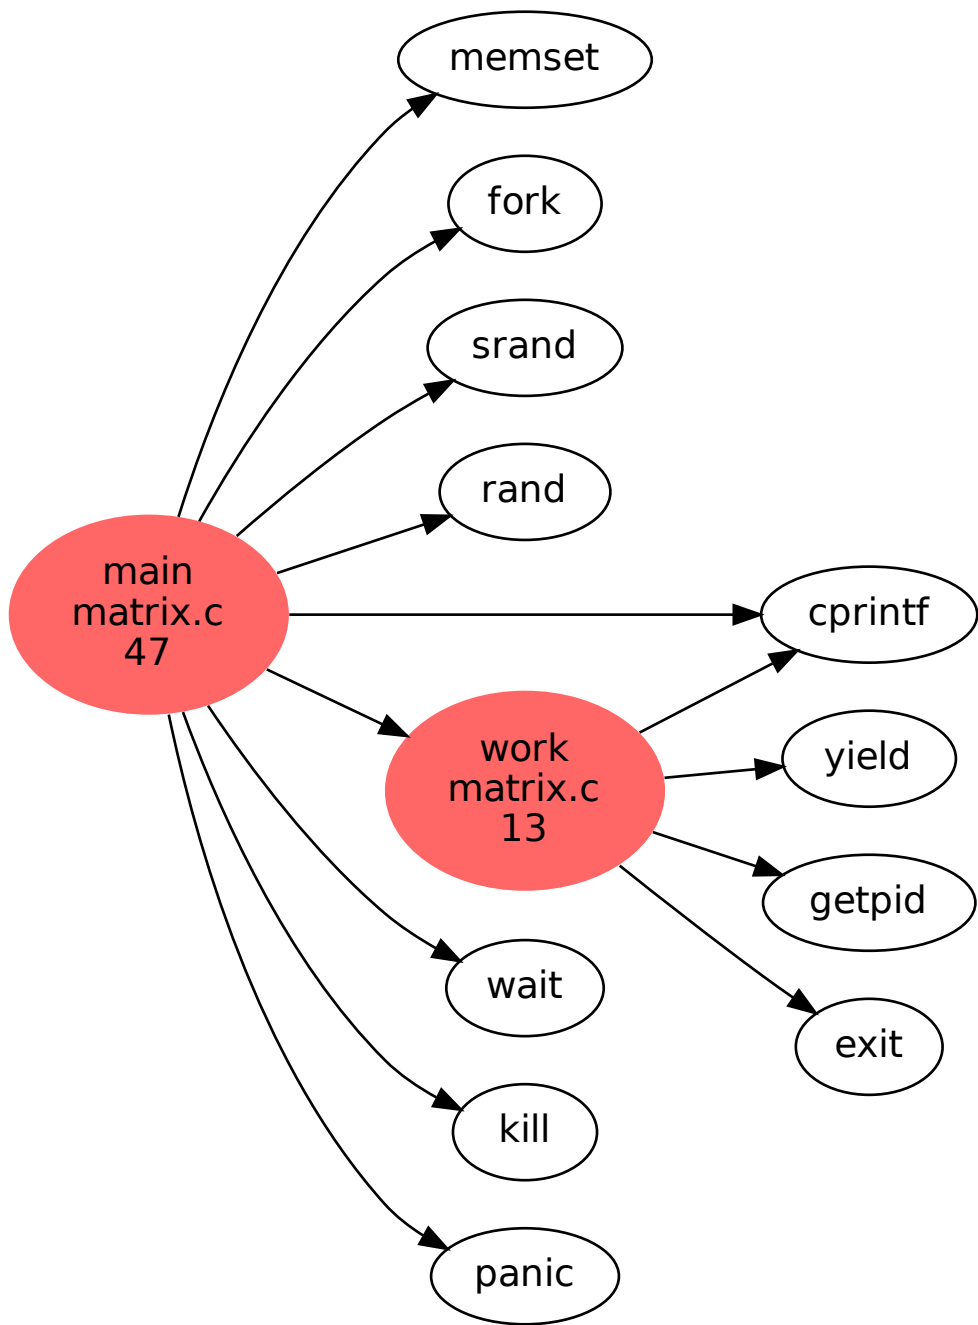 memset
fork
srand
rand
main
matrix.c
47
cprintf
work
matrix.c
13
yield
getpid
wait
exit
kill
panic